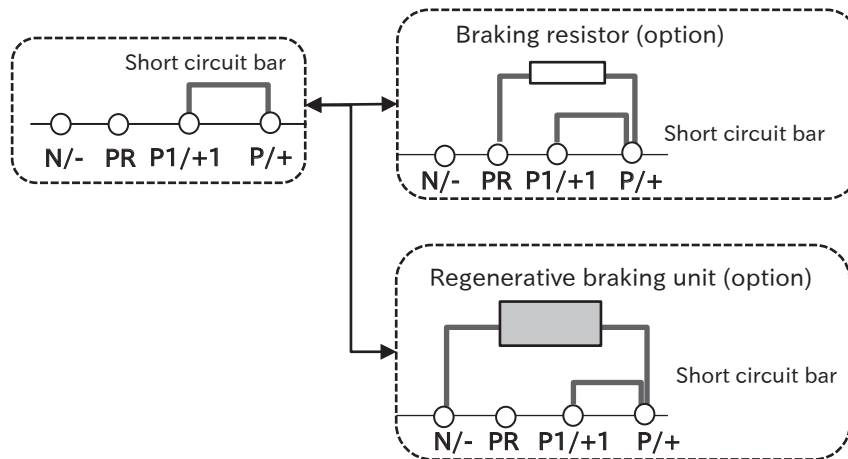 Short circuit bar
N/- PR P1/+1 P/+
Braking resistor (option)
Short circuit bar
N/- PR P1/+1 P/+
Regenerative braking unit (option)
Short circuit bar
N/- PR P1/+1 P/+